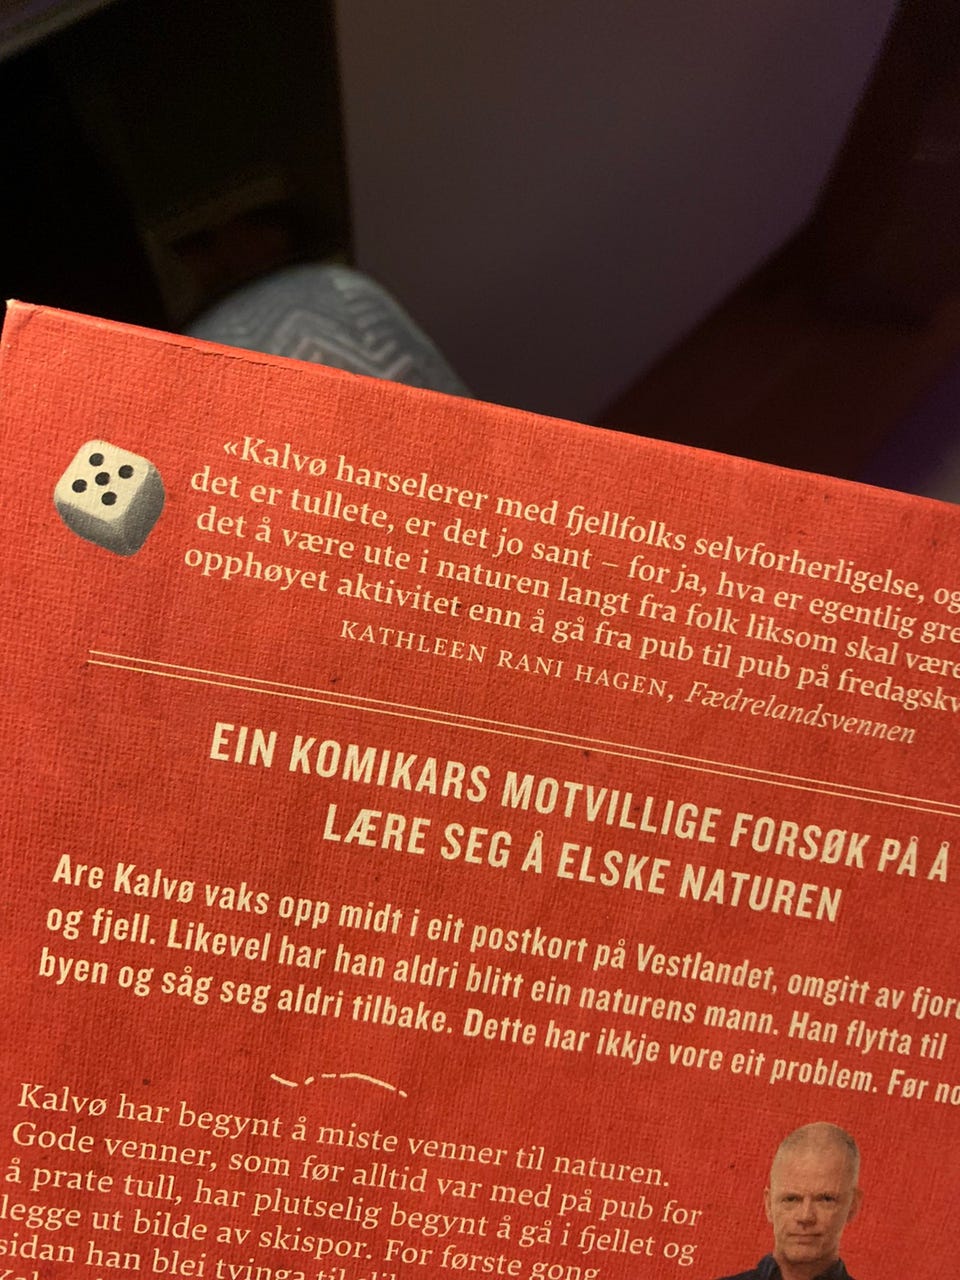 «Kalvø harselerer med fjellfolks selvforherligelse, og
det er tullete, er det jo sant – for ja, hva er egentlig
det å være ute i naturen langt fra folk liksom skal være
opphøyet aktivitet enn å gå fra pub til pub på
KATHLEEN RANI HAGEN, Fædrelandsvennen
EIN KOMIKARS MOTVILLIGE FORSØK PÅ Å
LÆRE SEG Å ELSKE NATUREN
Are Kalvø vaks opp midt i eit postkort på Vestlandet, omgitt av
og fjell. Likevel har han aldri blitt ein naturens mann. Han flytta til
byen og såg seg aldri tilbake. Dette har ikkje vore eit problem. Før
Kalvø har begynt å miste venner til naturen.
Gode venner, som før alltid var med på pub for
å prate tull, har plutselig begynt å gå i fjellet og
legge ut bilde av skispor. For første gong
sidan han blei tvinga til